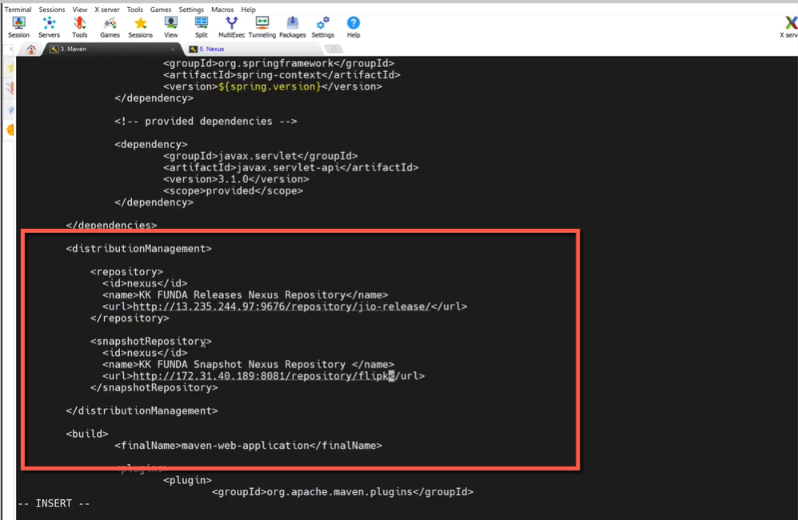 Terminal Sessions View X server Tools Games Settings Macros Help
Session Servers Tools Games Sessions View Split MultiExec Tunneling Packages Settings Help X serv
3. Maven 5. Nexus
<groupId>org.springframework</groupId>
<artifactId>spring-context</artifactId>
<version>${spring.version}</version>
</dependency>
<!-- provided dependencies -->
<dependency>
<groupId>javax.servlet</groupId>
<artifactId>javax.servlet-api</artifactId>
<version>3.1.0</version>
<scope>provided</scope>
</dependency>
</dependencies>
<distributionManagement>
<repository>
<id>nexus</id>
<name>KK FUNDA Releases Nexus Repository</name>
<url>http://13.235.244.97:9676/repository/jio-release/</url>
</repository>
<snapshotRepository>
<id>nexus</id>
<name>KK FUNDA Snapshot Nexus Repository </name>
<url>http://172.31.40.189:8081/repository/flipk</url>
</snapshotRepository>
</distributionManagement>
<build>
<finalName>maven-web-application</finalName>
<plugins>
<plugin>
<groupId>org.apache.maven.plugins</groupId>
-- INSERT --